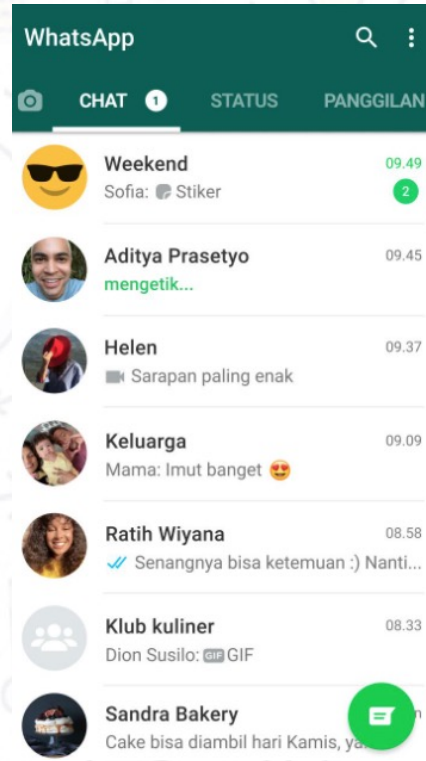 WhatsApp
CHAT 1 STATUS PANGGILAN
Weekend 09.49
Sofia: Stiker 2
Aditya Prasetyo 09.45
mengetik...
Helen 09.37
Sarapan paling enak
Keluarga 09.09
Mama: Imut banget 😍
Ratih Wiyana 08.58
Senangnya bisa ketemuan :) Nanti...
Klub kuliner 08.33
Dion Susilo: GIF GIF
Sandra Bakery
Cake bisa diambil hari Kamis,